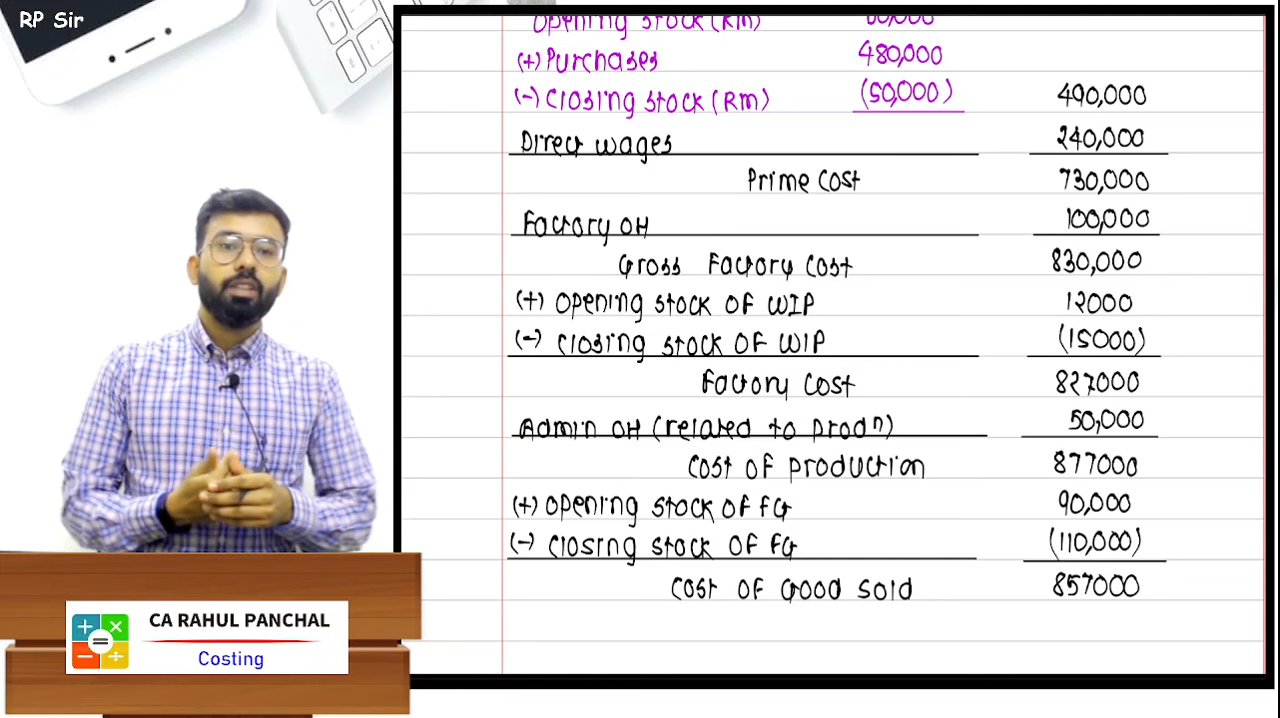 RP Sir
Opening Stock (RM) 60,000
(+) Purchases 480,000
(-) Closing Stock (RM) (50,000) 490,000
Direct wages 240,000
Prime Cost 730,000
Factory OH 100,000
Gross Factory Cost 830,000
(+) Opening Stock OF WIP 12000
(-) Closing Stock OF WIP (15000)
Factory Cost 827000
Admin OH (related to prodⁿ) 50,000
Cost of production 877000
(+) Opening Stock OF FG 90,000
(-) Closing Stock OF FG (110,000)
Cost OF Good Sold 857000
CA RAHUL PANCHAL
Costing